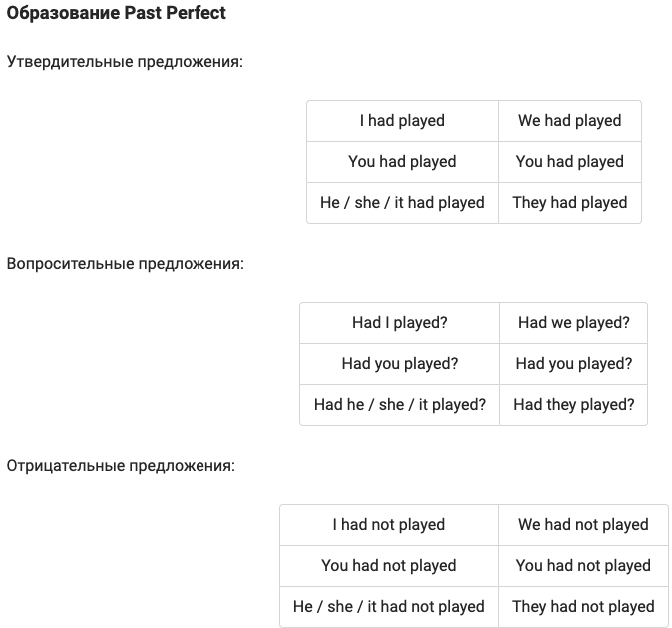 Образование Past Perfect
Утвердительные предложения:
I had played We had played
You had played You had played
He / she / it had played They had played
Вопросительные предложения:
Had I played? Had we played?
Had you played? Had you played?
Had he / she / it played? Had they played?
Отрицательные предложения:
I had not played We had not played
You had not played You had not played
He / she / it had not played They had not played